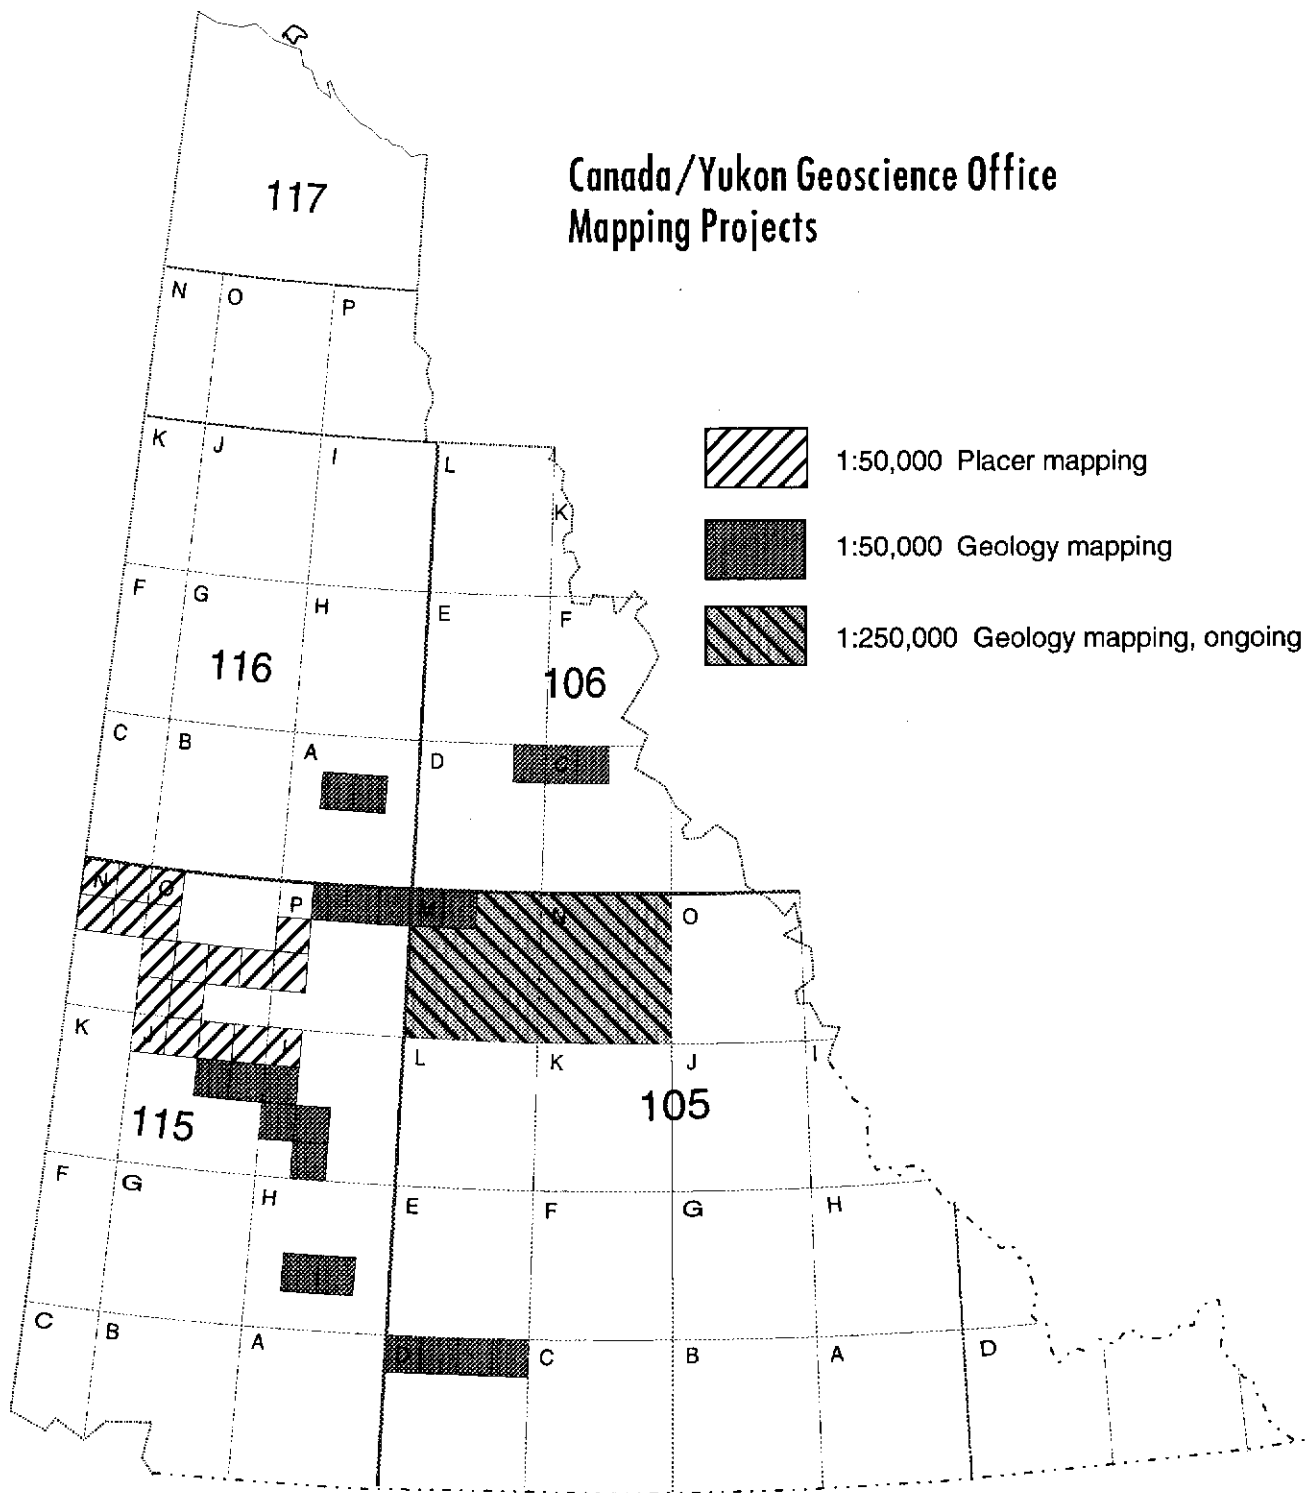 Canada/Yukon Geoscience Office
Mapping Projects
117
N O P
K J I L
K
1:50,000 Placer mapping
1:50,000 Geology mapping
1:250,000 Geology mapping, ongoing
F G H E F
116
106
C B A D C
N O P M N O
K J I L K J I
115
105
F G H E F G H
C B A D C B A D